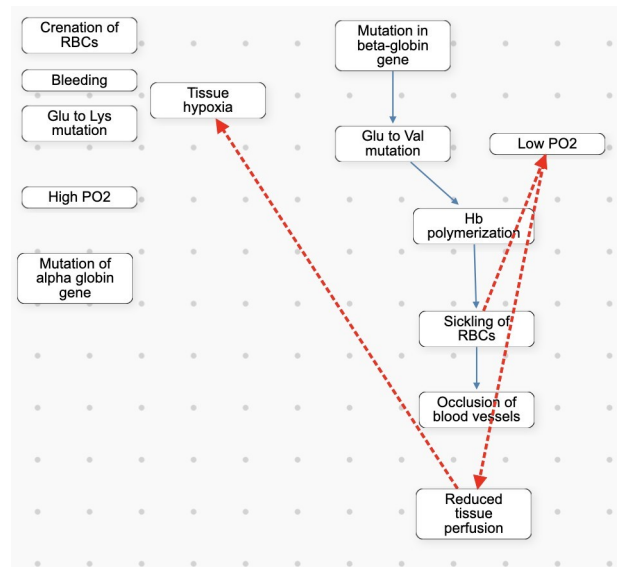 Crenation of
RBCs
Bleeding
Glu to Lys
mutation
High PO2
Mutation of
alpha globin
gene
Tissue
hypoxia
Mutation in
beta-globin
gene
Glu to Val
mutation
Low PO2
Hb
polymerization
Sickling of
RBCs
Occlusion of
blood vessels
Reduced
tissue
perfusion